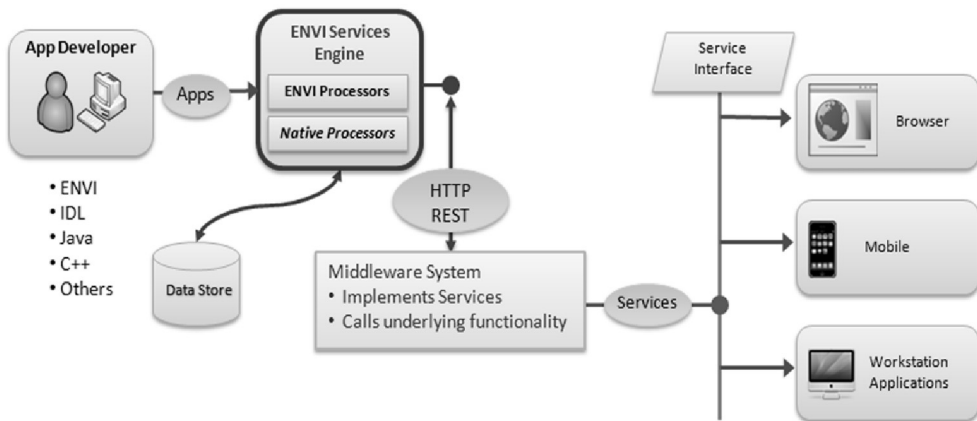 App Developer
Apps
• ENVI
• IDL
• Java
• C++
• Others
ENVI Services
Engine
ENVI Processors
Native Processors
Data Store
HTTP
REST
Middleware System
• Implements Services
• Calls underlying functionality
Services
Service
Interface
Browser
Mobile
Workstation
Applications